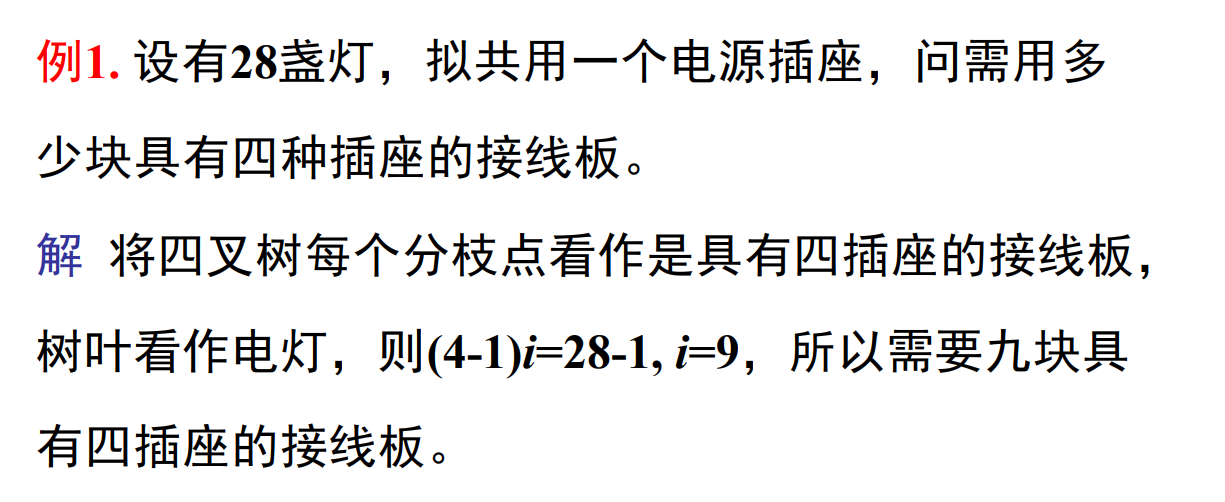 例1. 设有28盏灯，拟共用一个电源插座，问需用多
少块具有四种插座的接线板。
解 将四叉树每个分枝点看作是具有四插座的接线板，
树叶看作电灯，则(4-1)i=28-1, i=9，所以需要九块具
有四插座的接线板。